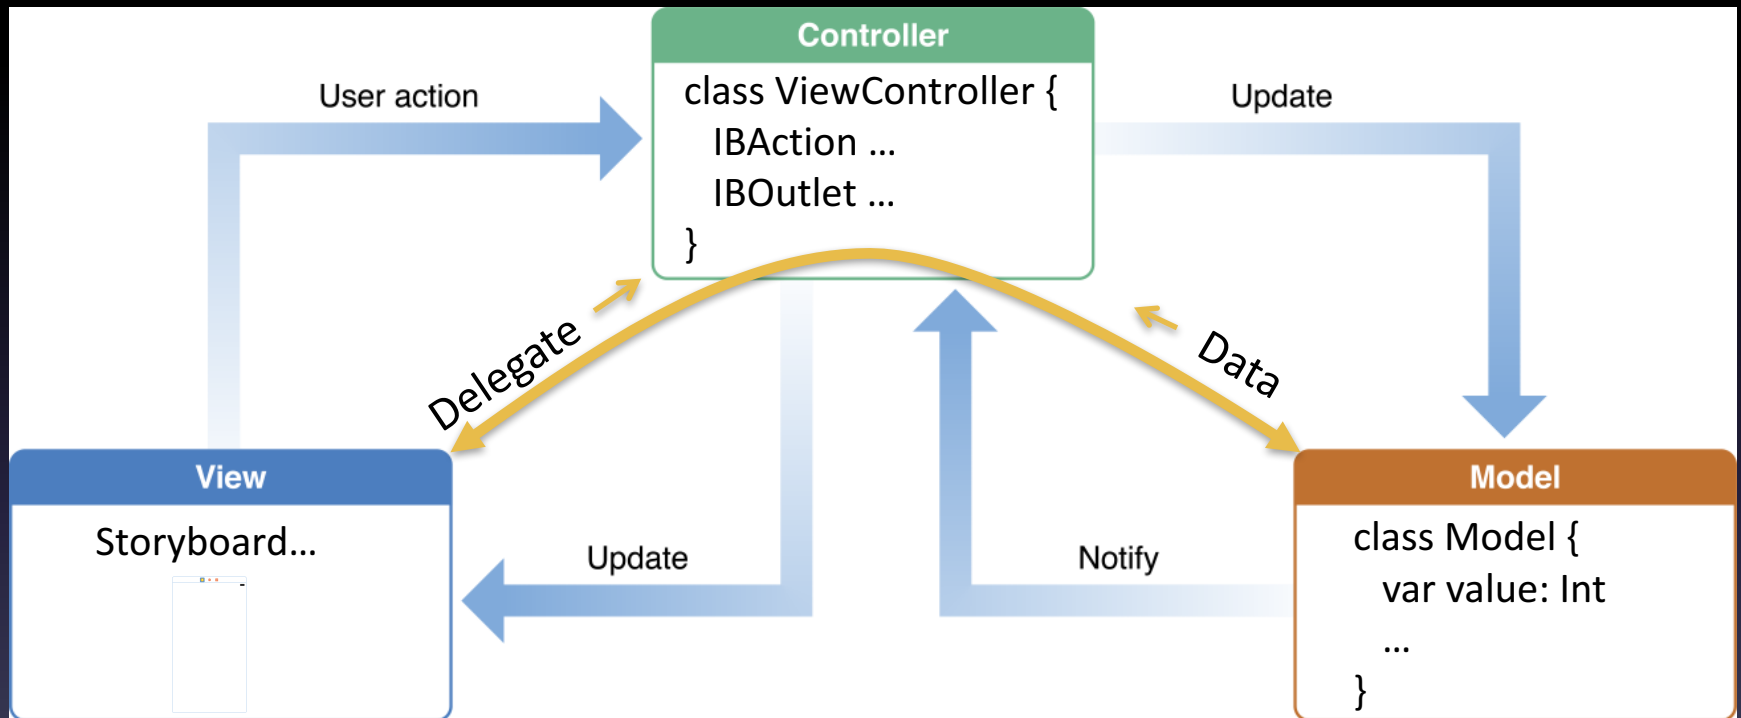 Controller
class ViewController {
IBAction …
IBOutlet …
}
User action
Update
Delegate
Data
View
Storyboard…
Update
Notify
Model
class Model {
var value: Int
…
}